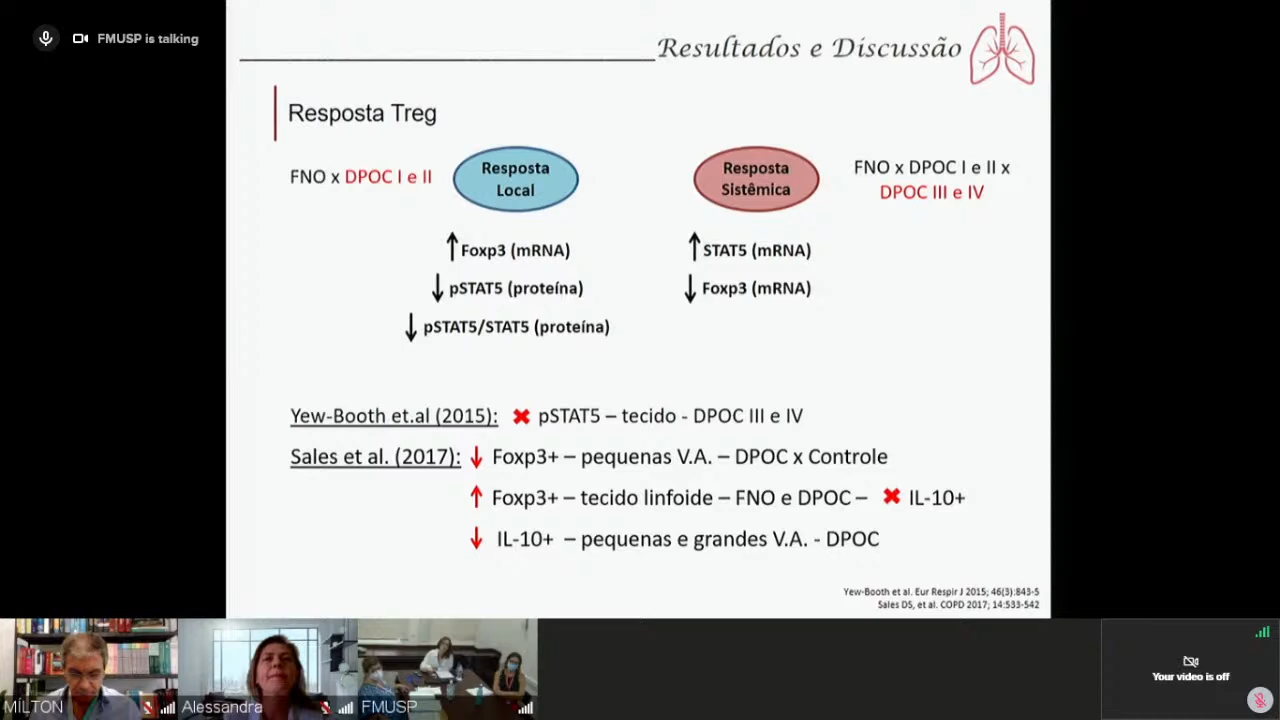 FMUSP is talking
Resultados e Discussão
Resposta Treg
FNO x DPOC I e II
Resposta
Local
Resposta
Sistêmica
FNO x DPOC I e II x
DPOC III e IV
↑ Foxp3 (mRNA)
↓ pSTAT5 (proteína)
↓ pSTAT5/STAT5 (proteína)
↑ STAT5 (mRNA)
↓ Foxp3 (mRNA)
Yew-Booth et.al (2015): ✖ pSTAT5 – tecido - DPOC III e IV
Sales et al. (2017): ↓ Foxp3+ – pequenas V.A. – DPOC x Controle
↑ Foxp3+ – tecido linfoide – FNO e DPOC – ✖ IL-10+
↓ IL-10+ – pequenas e grandes V.A. - DPOC
Yew-Booth et al. Eur Respir J 2015; 46(3):843-5
Sales DS, et al. COPD 2017; 14:533-542
MILTON
Alessandra
FMUSP
Your video is off